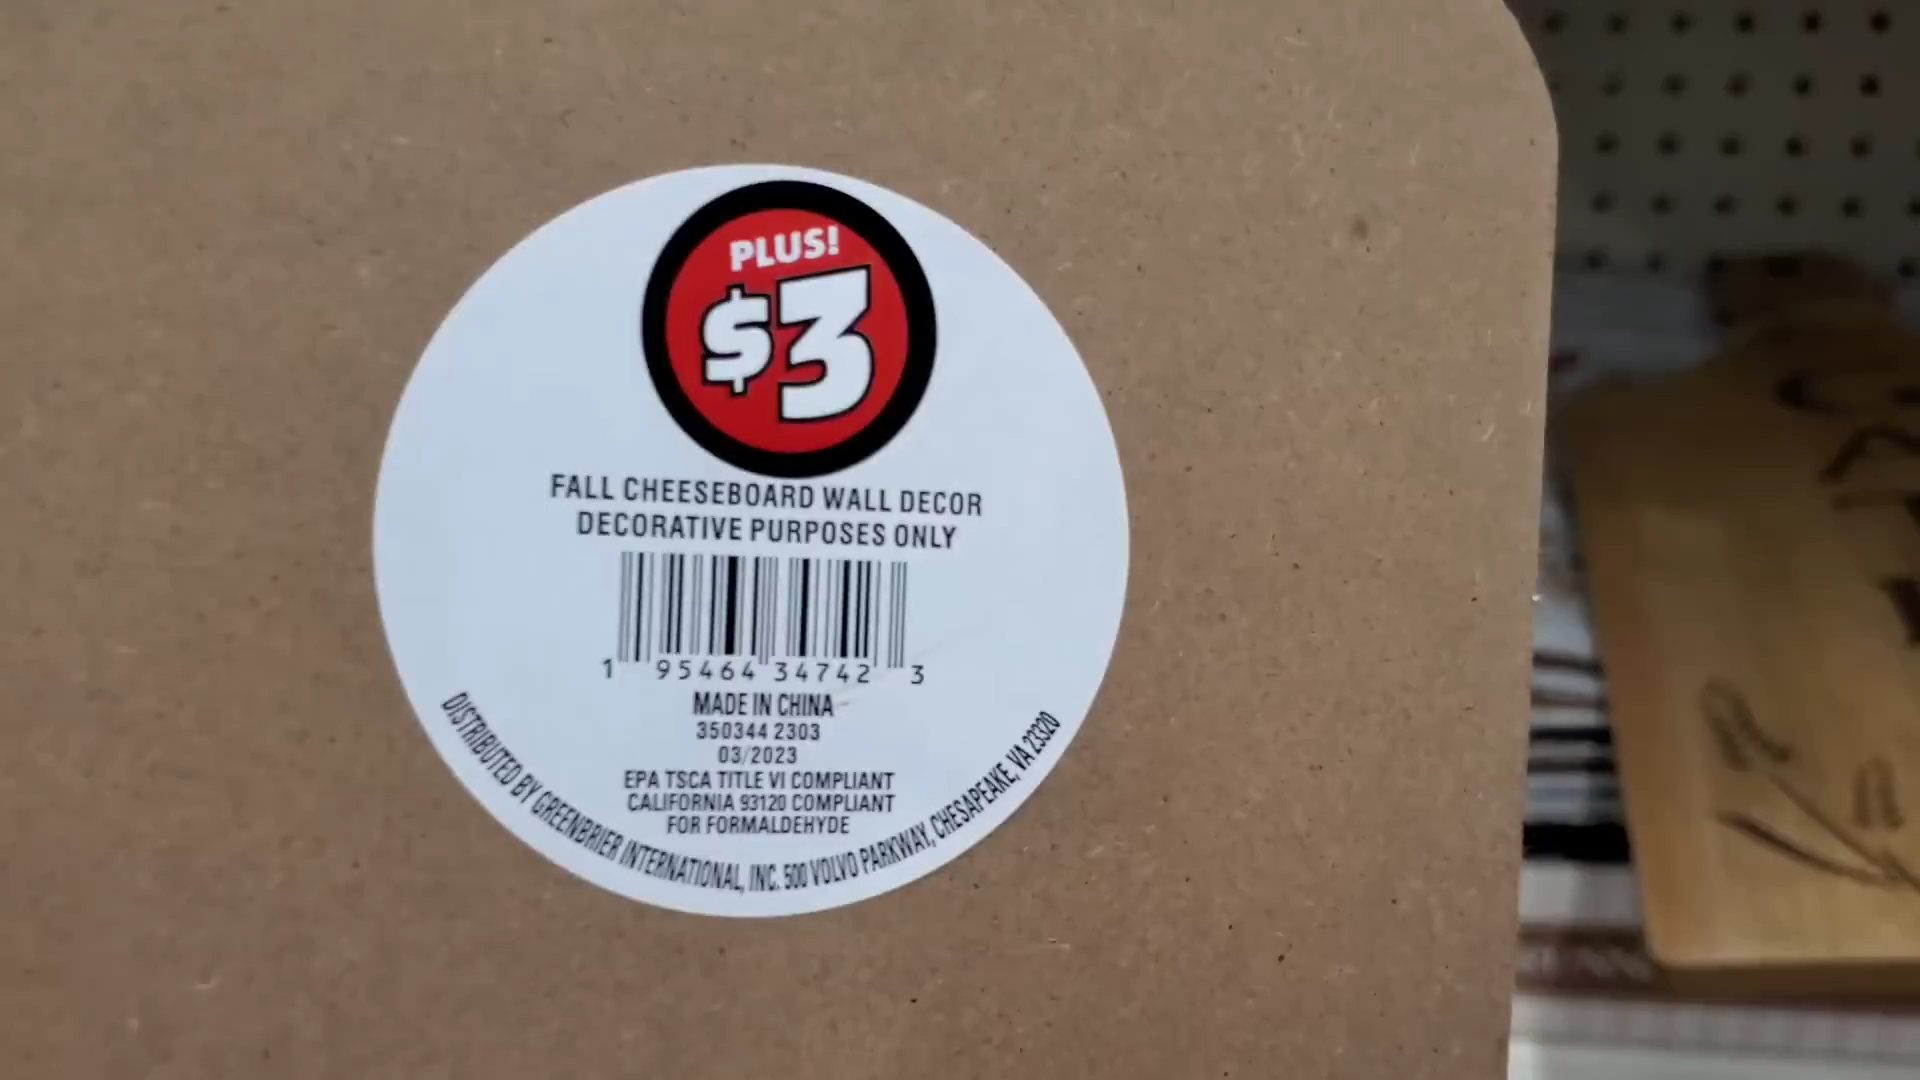 PLUS!
$3
FALL CHEESEBOARD WALL DECOR
DECORATIVE PURPOSES ONLY
1 95464 34742 3
MADE IN CHINA
350344 2303
03/2023
EPA TSCA TITLE VI COMPLIANT
CALIFORNIA 93120 COMPLIANT
FOR FORMALDEHYDE
DISTRIBUTED BY GREENBRIER INTERNATIONAL, INC. 500 VOLVO PARKWAY, CHESAPEAKE, VA 23320